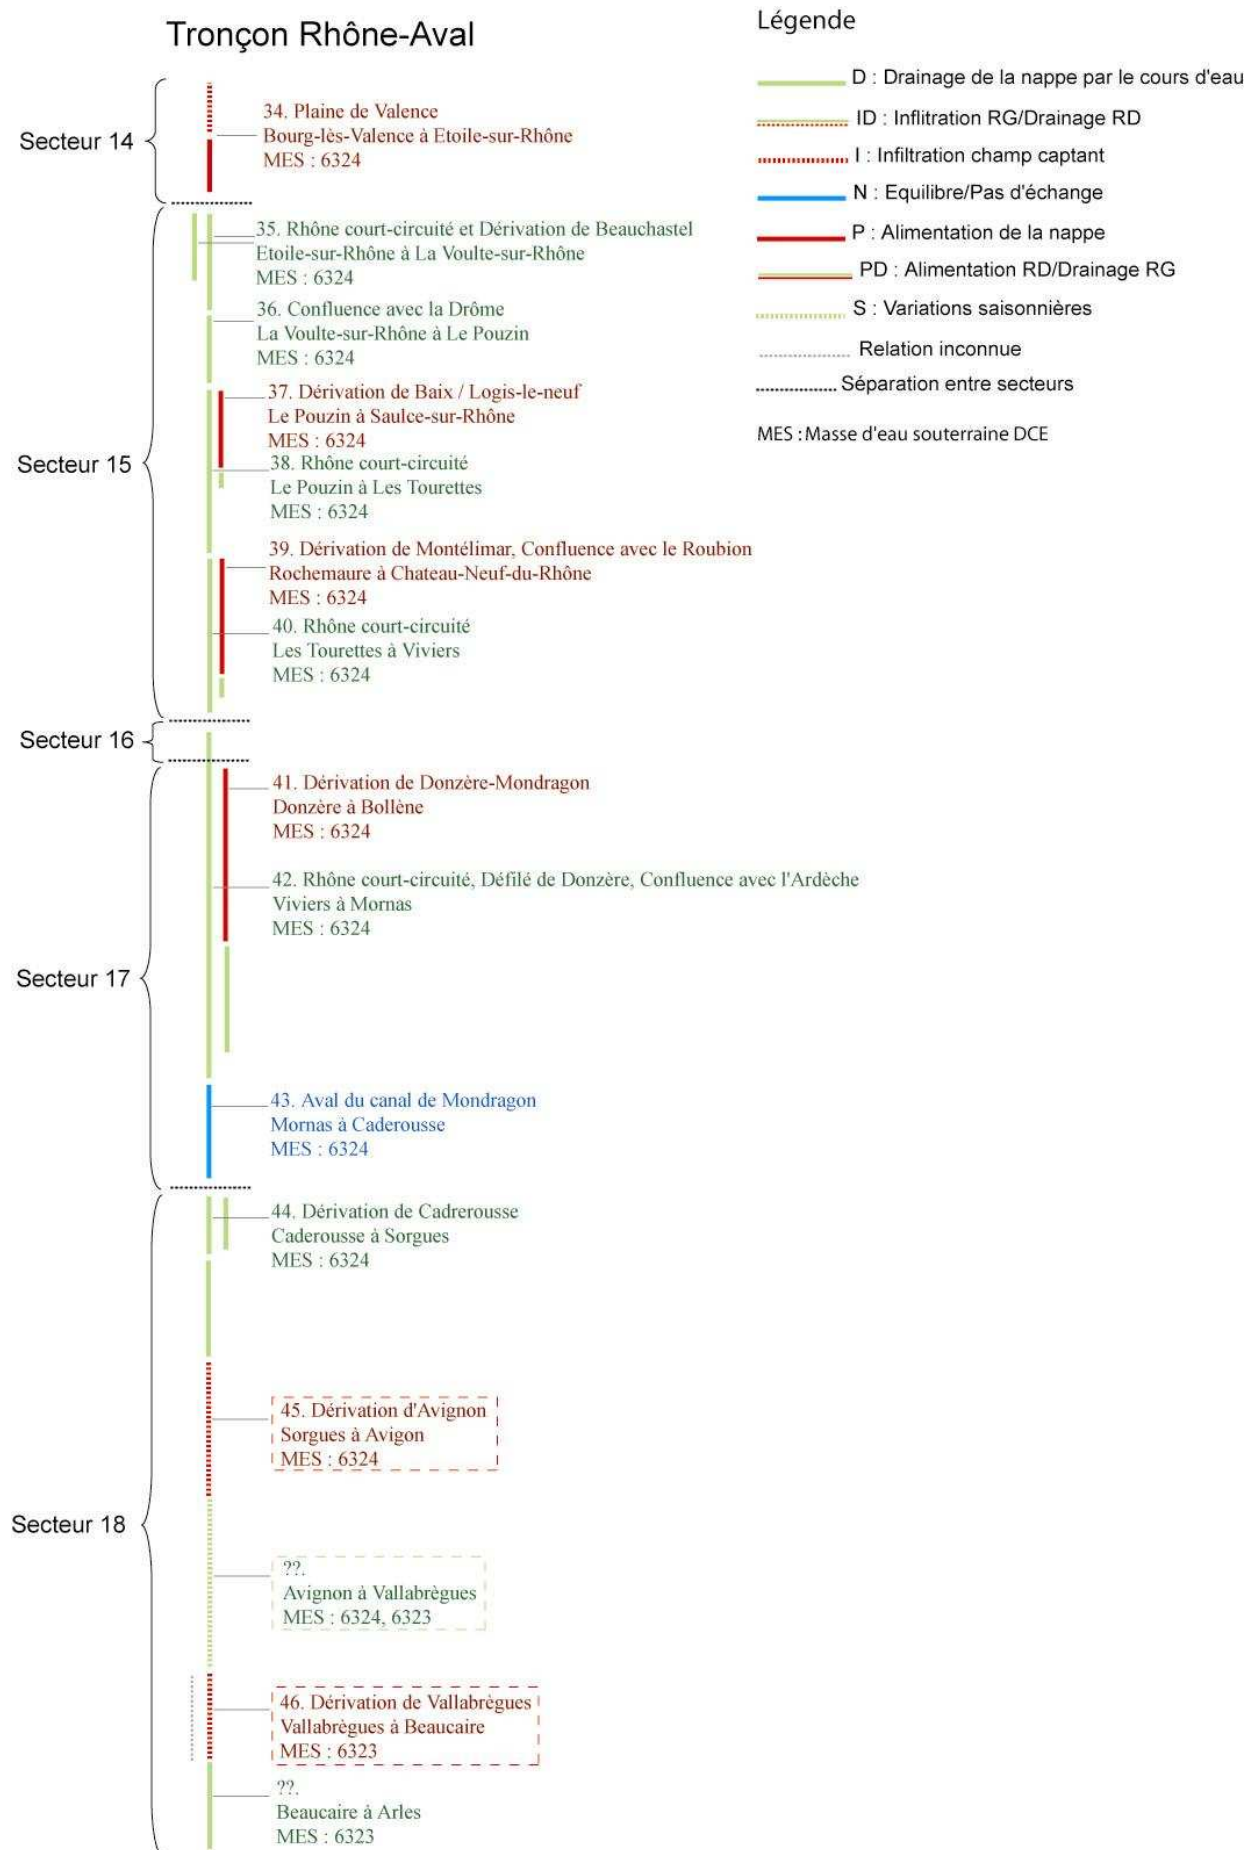 Tronçon Rhône-Aval
Secteur 14
34. Plaine de Valence
Bourg-lès-Valence à Etoile-sur-Rhône
MES : 6324
Secteur 15
35. Rhône court-circuité et Dérivation de Beauchastel
Etoile-sur-Rhône à La Voulte-sur-Rhône
MES : 6324
36. Confluence avec la Drôme
La Voulte-sur-Rhône à Le Pouzin
MES : 6324
37. Dérivation de Baix / Logis-le-neuf
Le Pouzin à Saulce-sur-Rhône
MES : 6324
38. Rhône court-circuité
Le Pouzin à Les Tourettes
MES : 6324
39. Dérivation de Montélimar, Confluence avec le Roubion
Rochemaure à Chateau-Neuf-du-Rhône
MES : 6324
40. Rhône court-circuité
Les Tourettes à Viviers
MES : 6324
Secteur 16
Secteur 17
41. Dérivation de Donzère-Mondragon
Donzère à Bollène
MES : 6324
42. Rhône court-circuité, Défilé de Donzère, Confluence avec l'Ardèche
Viviers à Mornas
MES : 6324
43. Aval du canal de Mondragon
Mornas à Caderousse
MES : 6324
Secteur 18
44. Dérivation de Cadrerousse
Caderousse à Sorgues
MES : 6324
45. Dérivation d'Avignon
Sorgues à Avigon
MES : 6324
??.
Avignon à Vallabrègues
MES : 6324, 6323
46. Dérivation de Vallabrègues
Vallabrègues à Beaucaire
MES : 6323
??.
Beaucaire à Arles
MES : 6323
Légende
D : Drainage de la nappe par le cours d'eau
ID : Inflitration RG/Drainage RD
I : Infiltration champ captant
N : Equilibre/Pas d'échange
P : Alimentation de la nappe
PD : Alimentation RD/Drainage RG
S : Variations saisonnières
Relation inconnue
Séparation entre secteurs
MES : Masse d'eau souterraine DCE